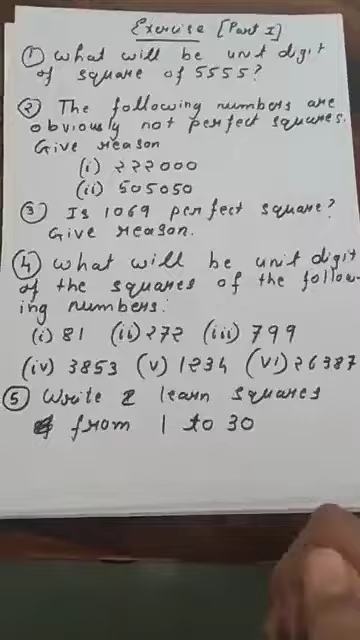 Exercise [Part I]
① What will be unit digit
of square of 5555?
② The following numbers are
obviously not perfect squares.
Give reason
(i) 222000
(ii) 505050
③ Is 1069 perfect square?
Give reason.
④ What will be unit digit
of the squares of the follow-
ing numbers:
(i) 81 (ii) 272 (iii) 799
(iv) 3853 (v) 1234 (vi) 26387
⑤ Write & learn squares
from 1 to 30